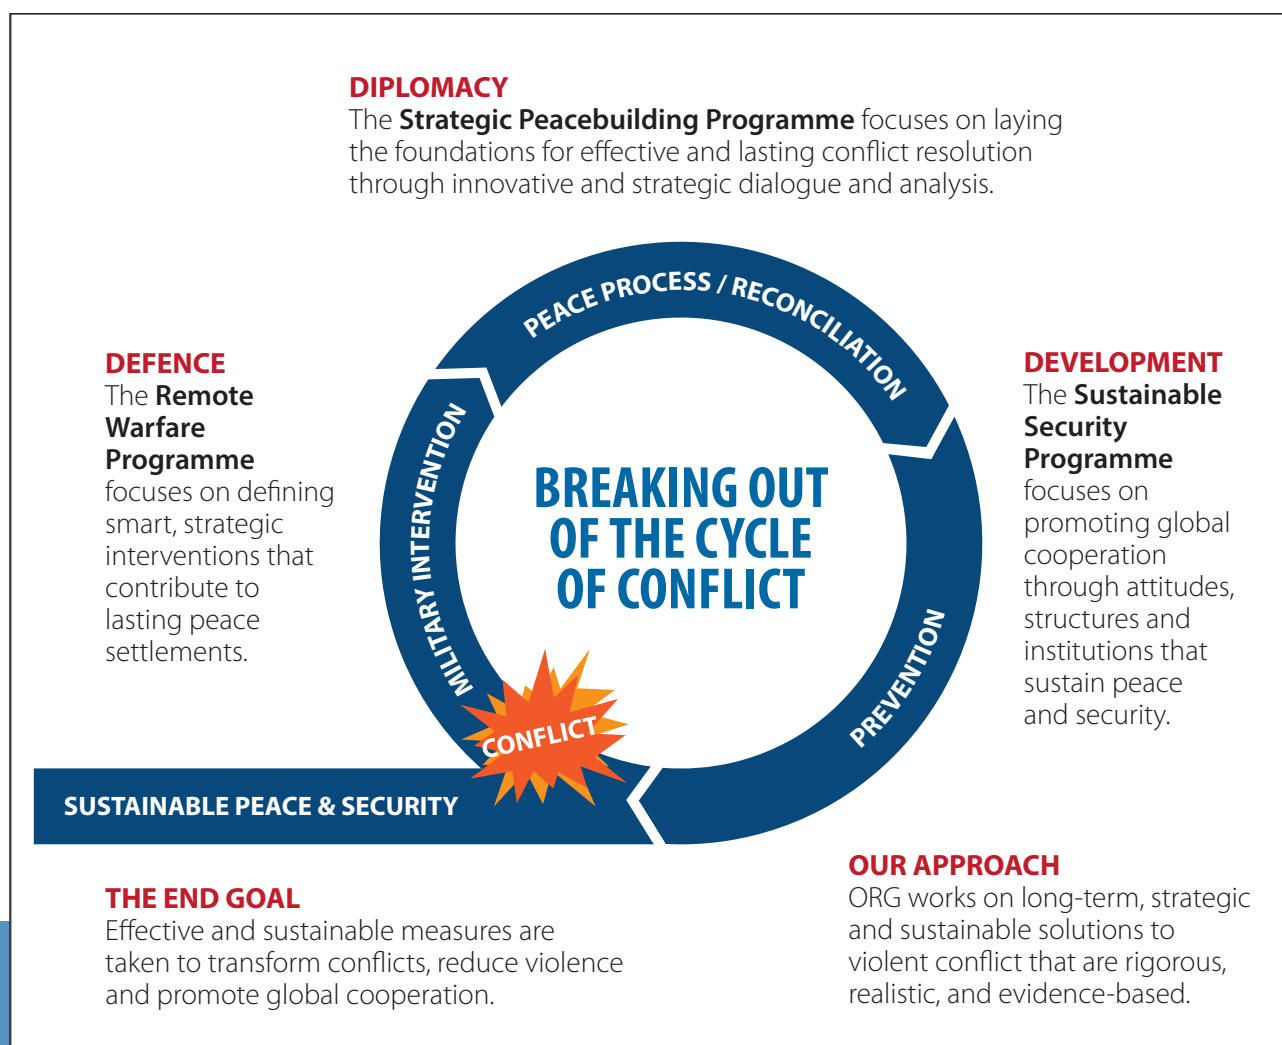 DIPLOMACY
The Strategic Peacebuilding Programme focuses on laying
the foundations for effective and lasting conflict resolution
through innovative and strategic dialogue and analysis.
PEACE PROCESS / RECONCILIATION
DEFENCE
The Remote
Warfare
Programme
focuses on defining
smart, strategic
interventions that
contribute to
lasting peace
settlements.
MILITARY INTERVENTION
BREAKING OUT
OF THE CYCLE
OF CONFLICT
DEVELOPMENT
The Sustainable
Security
Programme
focuses on
promoting global
cooperation
through attitudes,
structures and
institutions that
sustain peace
and security.
PREVENTION
CONFLICT
SUSTAINABLE PEACE & SECURITY
THE END GOAL
Effective and sustainable measures are
taken to transform conflicts, reduce violence
and promote global cooperation.
OUR APPROACH
ORG works on long-term, strategic
and sustainable solutions to
violent conflict that are rigorous,
realistic, and evidence-based.